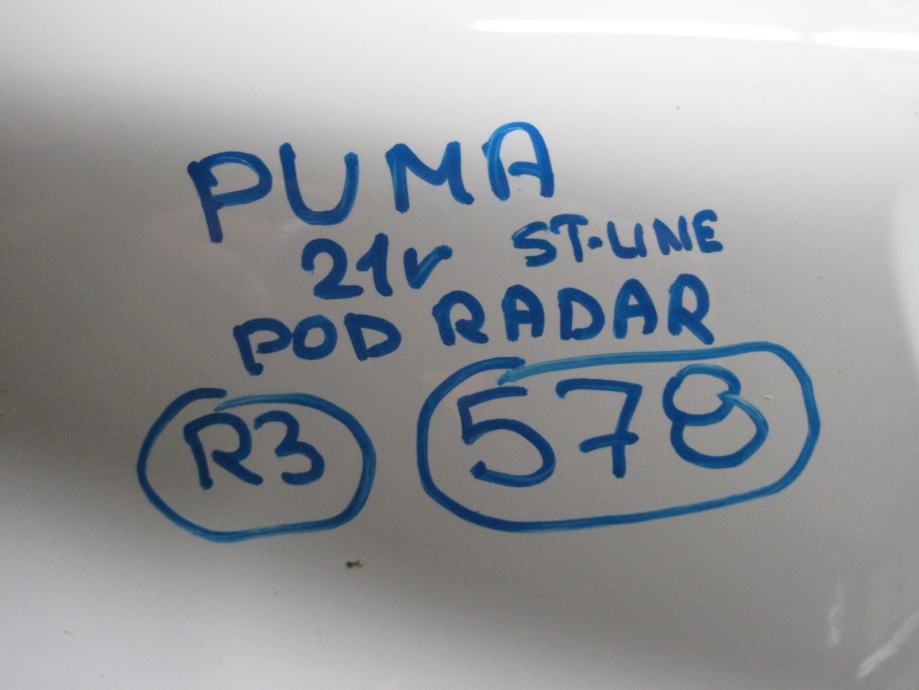 PUMA
21r ST-LINE
POD RADAR
R3 578